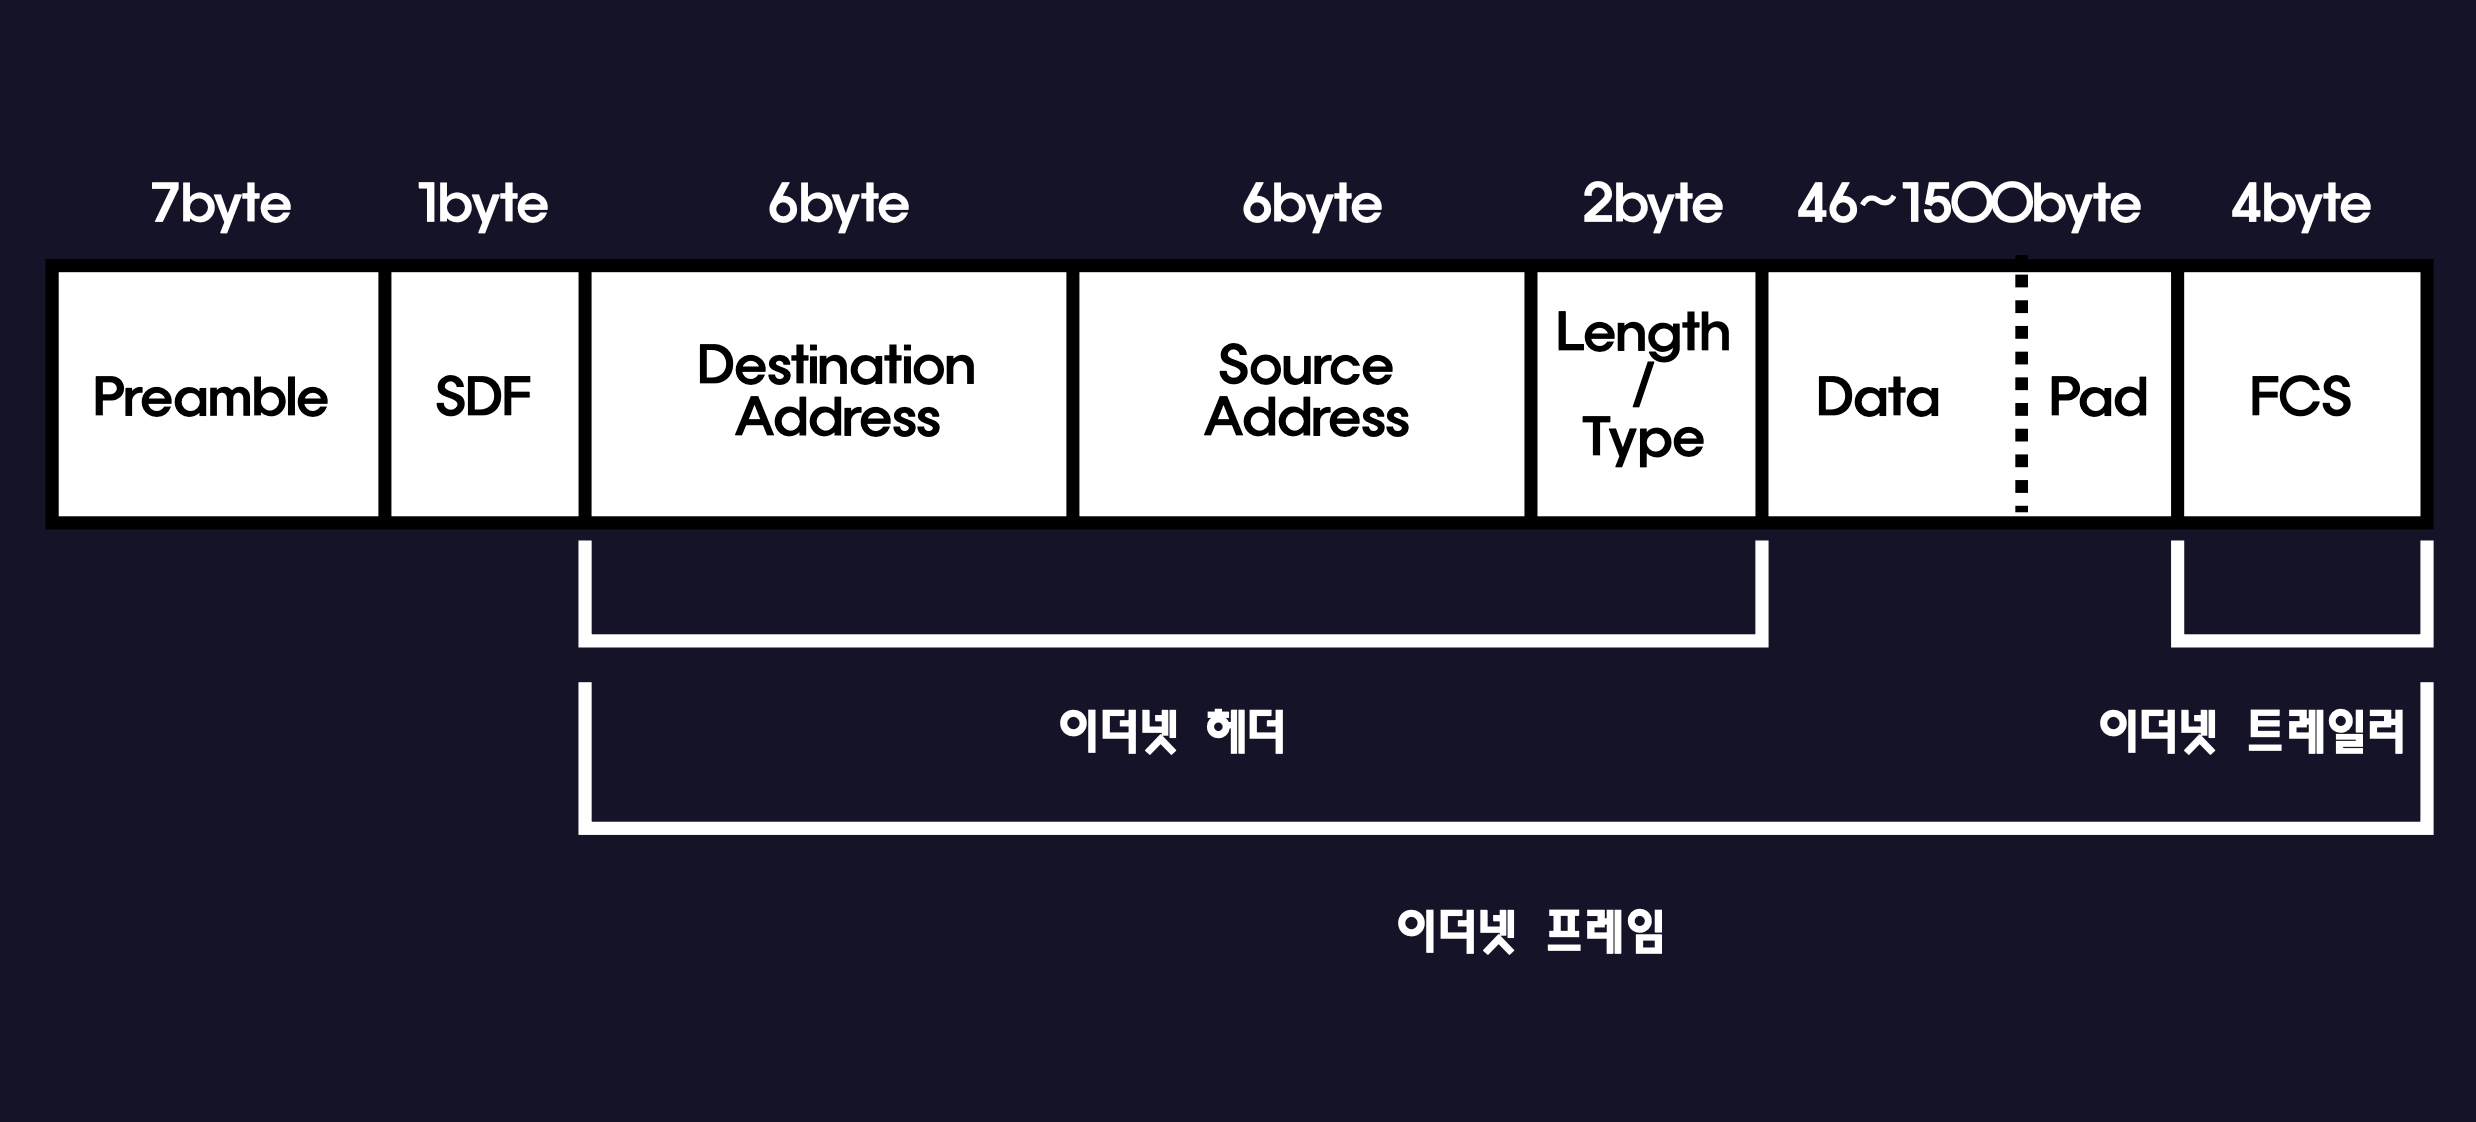 7byte 1byte 6byte 6byte 2byte 46~1500byte 4byte
Preamble
SDF
Destination
Address
Source
Address
Length
/
Type
Data
Pad
FCS
이더넷 헤더
이더넷 트레일러
이더넷 프레임